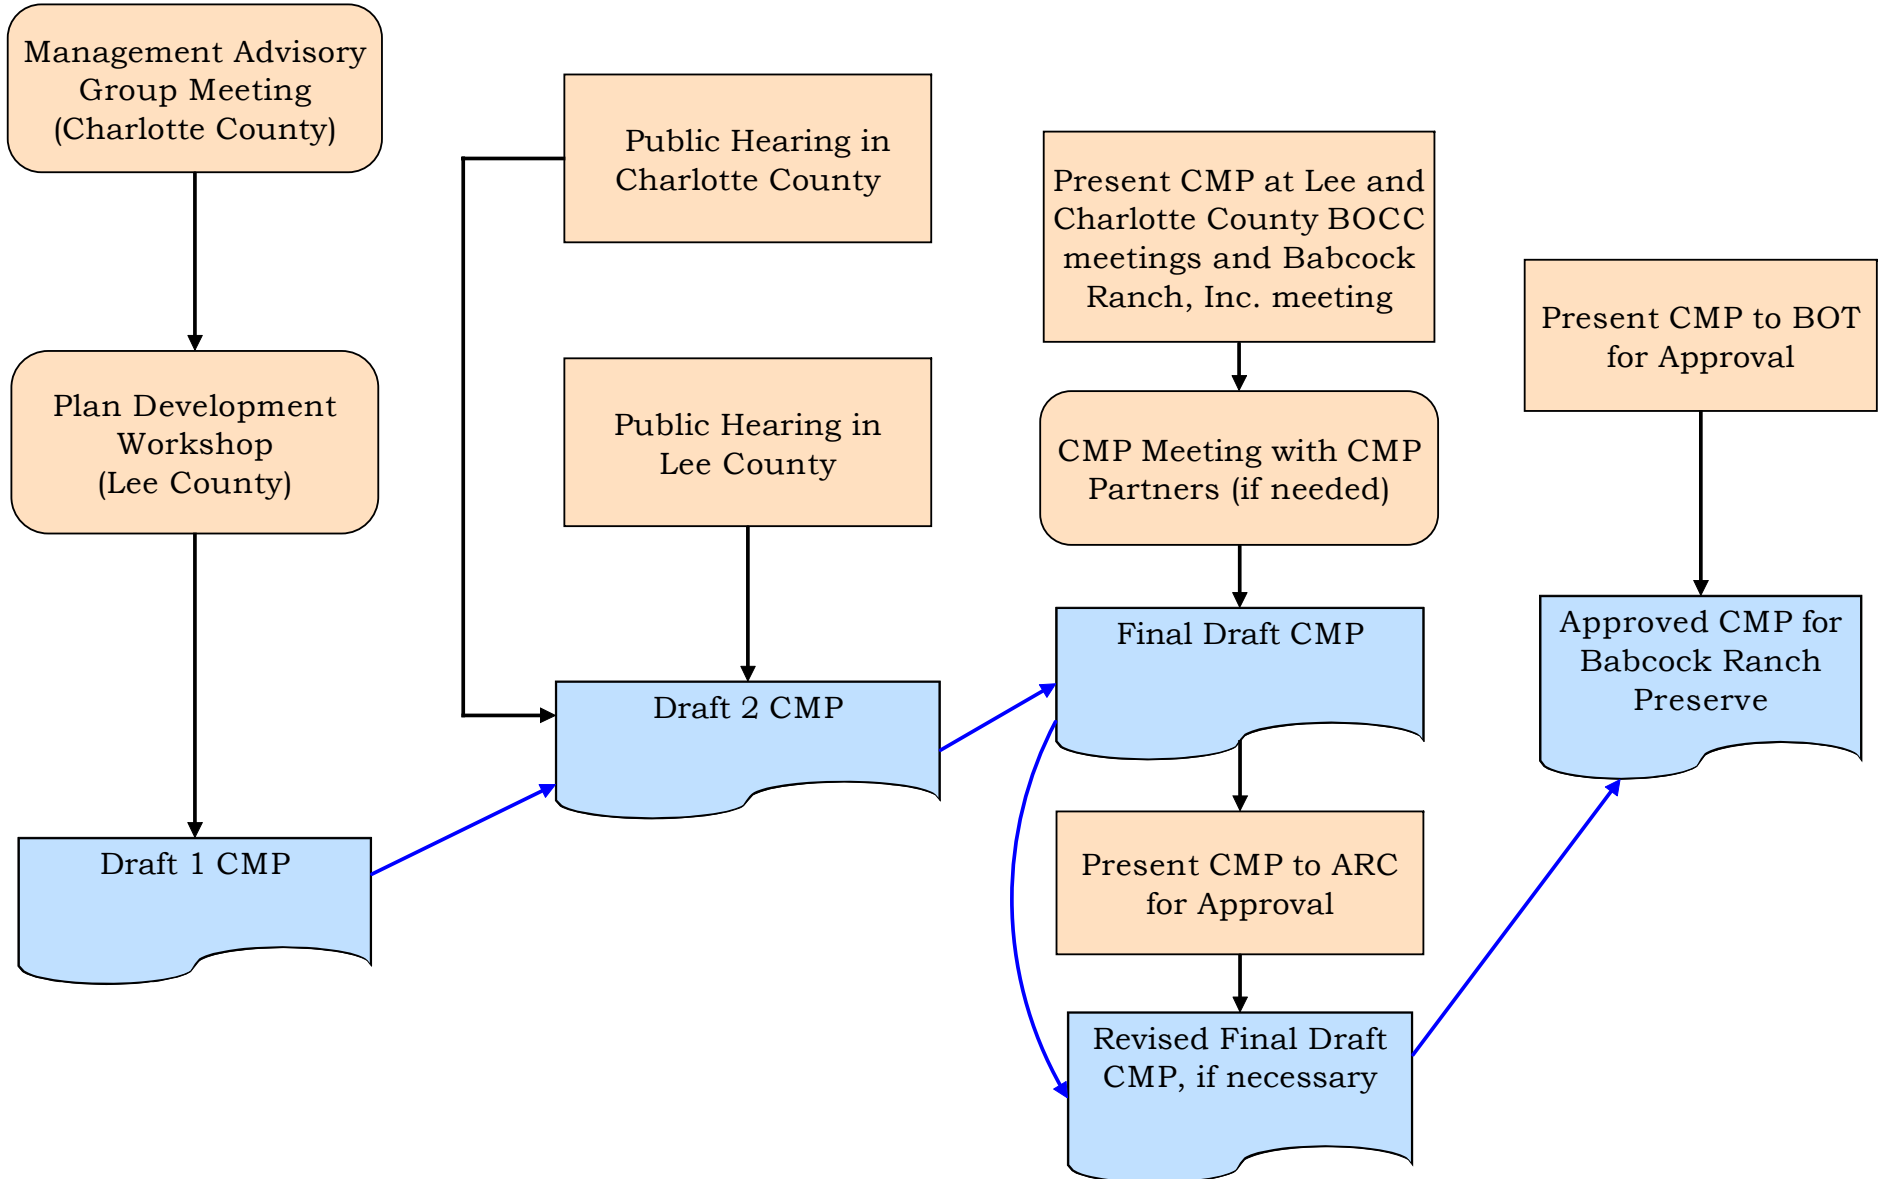 Management Advisory
Group Meeting
(Charlotte County)
Plan Development
Workshop
(Lee County)
Draft 1 CMP
Public Hearing in
Charlotte County
Public Hearing in
Lee County
Draft 2 CMP
Present CMP at Lee and
Charlotte County BOCC
meetings and Babcock
Ranch, Inc. meeting
CMP Meeting with CMP
Partners (if needed)
Final Draft CMP
Present CMP to ARC
for Approval
Revised Final Draft
CMP, if necessary
Present CMP to BOT
for Approval
Approved CMP for
Babcock Ranch
Preserve